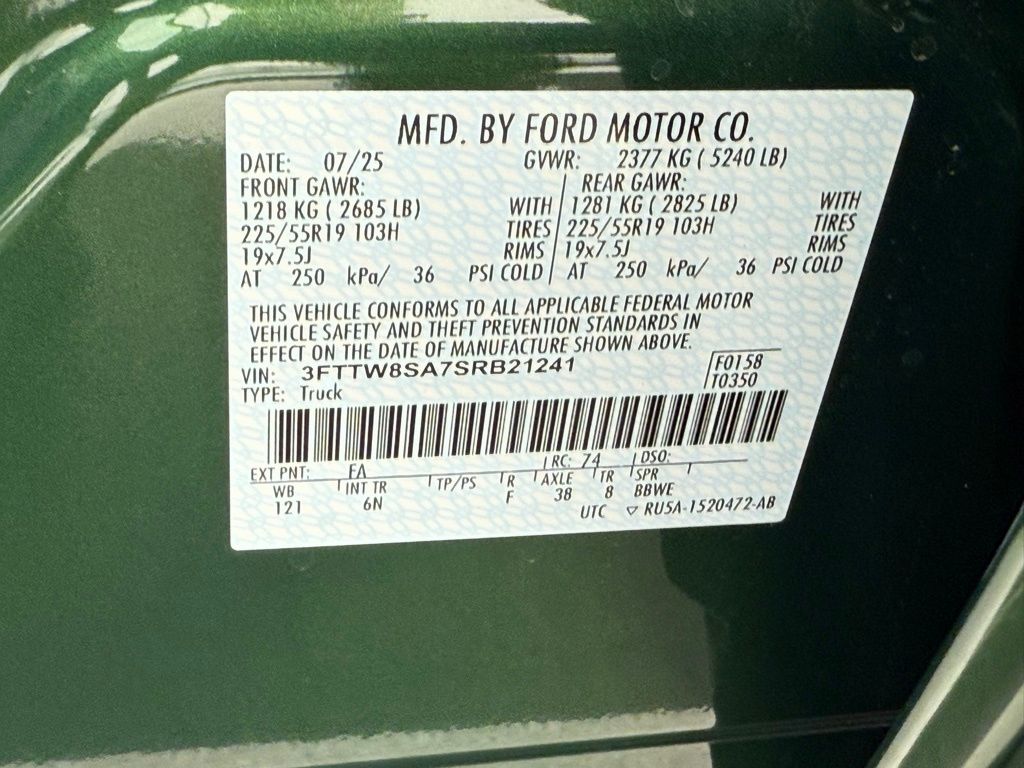 MFD. BY FORD MOTOR CO.
DATE: 07/25 GVWR: 2377 KG ( 5240 LB)
FRONT GAWR: REAR GAWR:
1218 KG ( 2685 LB) WITH 1281 KG ( 2825 LB) WITH
225/55R19 103H TIRES 225/55R19 103H TIRES
19x7.5J RIMS 19x7.5J RIMS
AT 250 kPa/ 36 PSI COLD AT 250 kPa/ 36 PSI COLD
THIS VEHICLE CONFORMS TO ALL APPLICABLE FEDERAL MOTOR
VEHICLE SAFETY AND THEFT PREVENTION STANDARDS IN
EFFECT ON THE DATE OF MANUFACTURE SHOWN ABOVE.
VIN: 3FTTW8SA7SRB21241 F0158
TYPE: Truck T0350
EXT PNT: FA RC: 74 DSO:
WB INT TR TP/PS R AXLE TR SPR
121 6N F 38 8 BBWE
UTC ▽ RU5A-1520472-AB